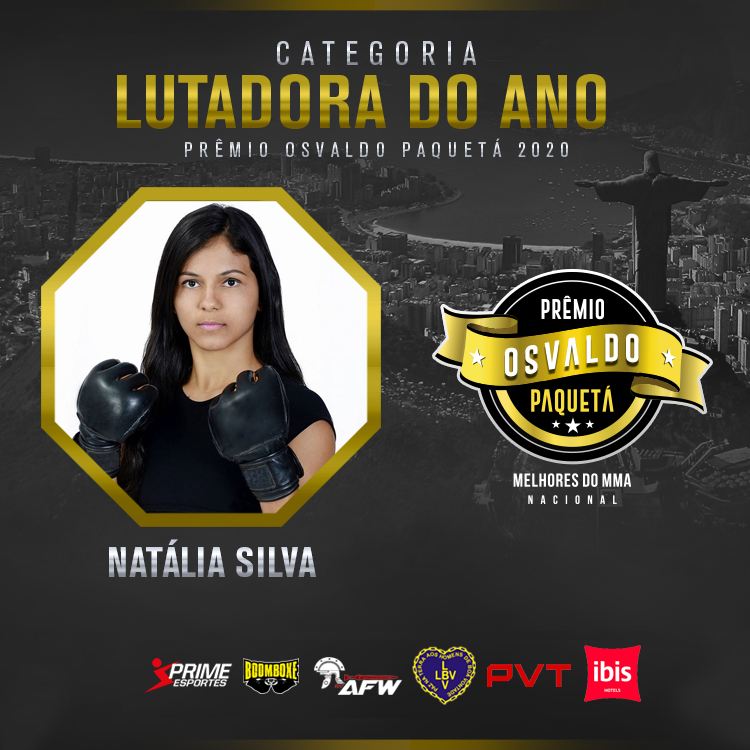 CATEGORIA
LUTADORA DO ANO
PRÊMIO OSVALDO PAQUETÁ 2020
PRÊMIO
OSVALDO
PAQUETÁ
MELHORES DO MMA
NACIONAL
NATÁLIA SILVA
PRIME
ESPORTES
BOOMBOXE
AFW
L
LBV
V
PVT
ibis
HOTELS